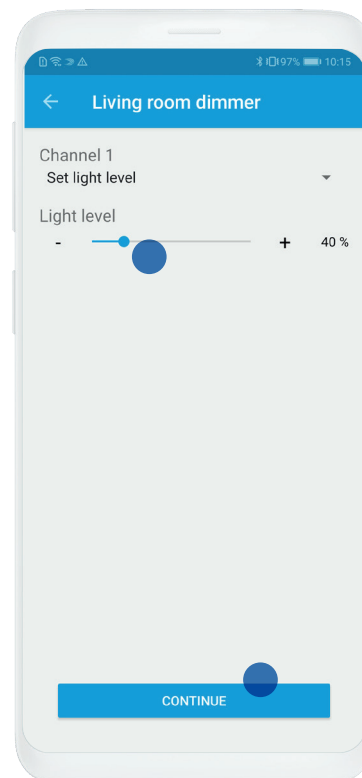 97% 10:15
Living room dimmer
Channel 1
Set light level
Light level
- + 40 %
CONTINUE